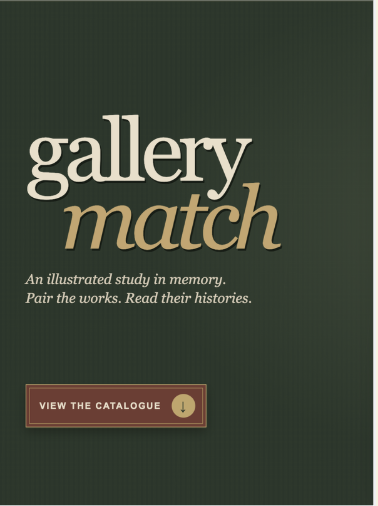 gallery
match
An illustrated study in memory.
Pair the works. Read their histories.
VIEW THE CATALOGUE ↓